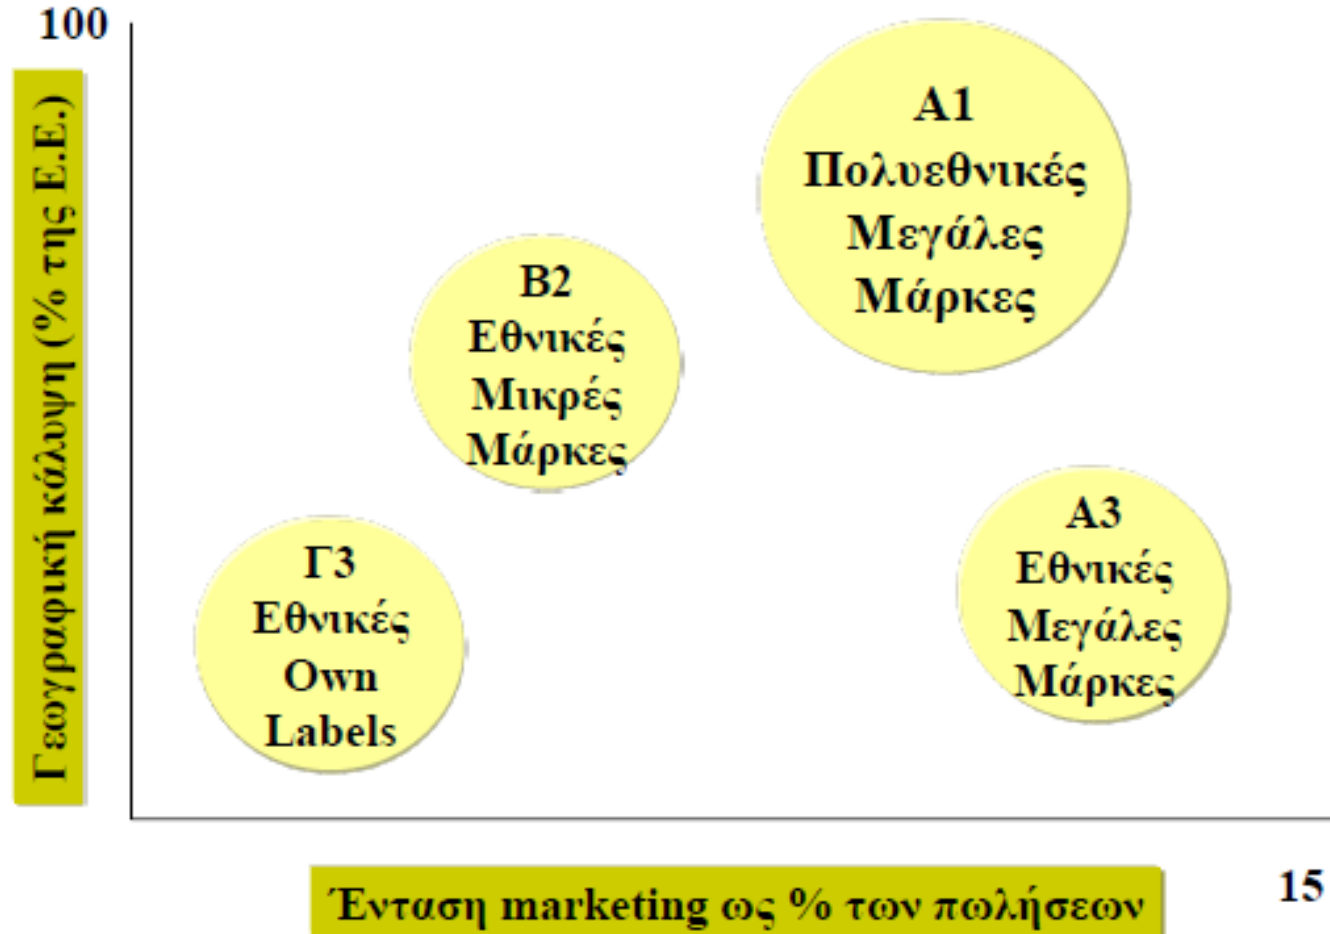 100
Γεωγραφική κάλυψη (% της Ε.Ε.)
Α1
Πολυεθνικές
Μεγάλες
Μάρκες
Β2
Εθνικές
Μικρές
Μάρκες
Α3
Εθνικές
Μεγάλες
Μάρκες
Γ3
Εθνικές
Own
Labels
Ένταση marketing ως % των πωλήσεων
15